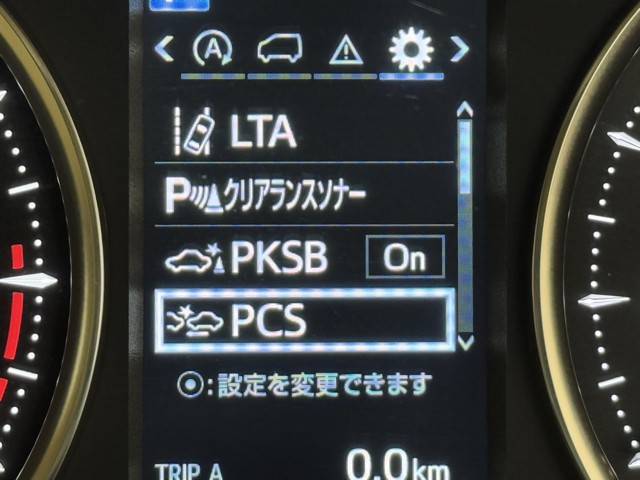 A
LTA
Pクリアランスソナー
PKSB On
PCS
:設定を変更できます
TRIP A 0.0km